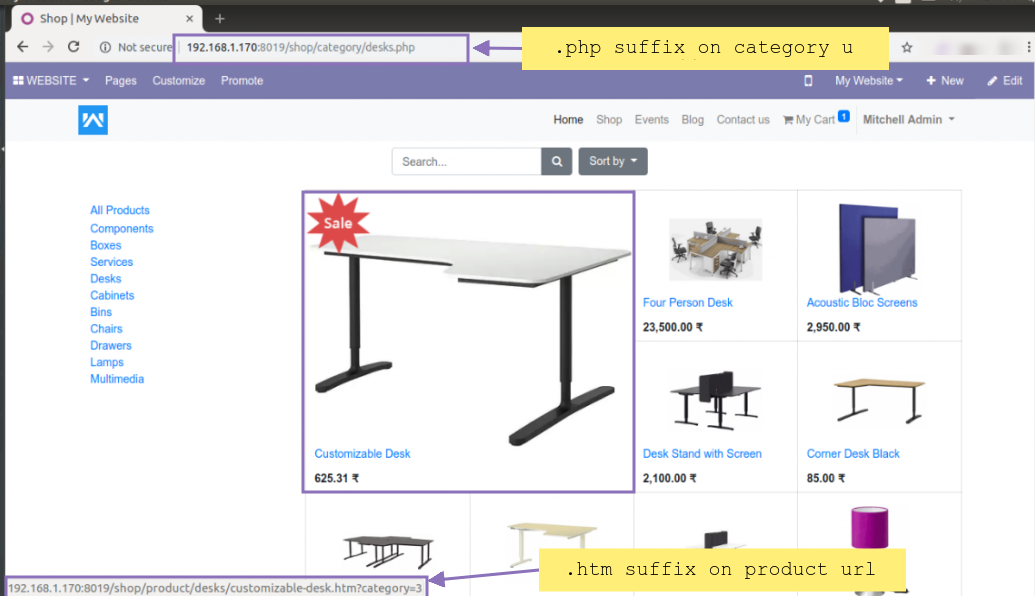 Shop | My Website
Not secure
192.168.1.170:8019/shop/category/desks.php
.php suffix on category u
WEBSITE Pages Customize Promote
My Website New Edit
Home Shop Events Blog Contact us My Cart 1 Mitchell Admin
Search...
Sort by
All Products
Components
Boxes
Services
Desks
Cabinets
Bins
Chairs
Drawers
Lamps
Multimedia
Sale
Customizable Desk
625.31 ₹
Four Person Desk
23,500.00 ₹
Acoustic Bloc Screens
2,950.00 ₹
Desk Stand with Screen
2,100.00 ₹
Corner Desk Black
85.00 ₹
.htm suffix on product url
192.168.1.170:8019/shop/product/desks/customizable-desk.htm?category=3